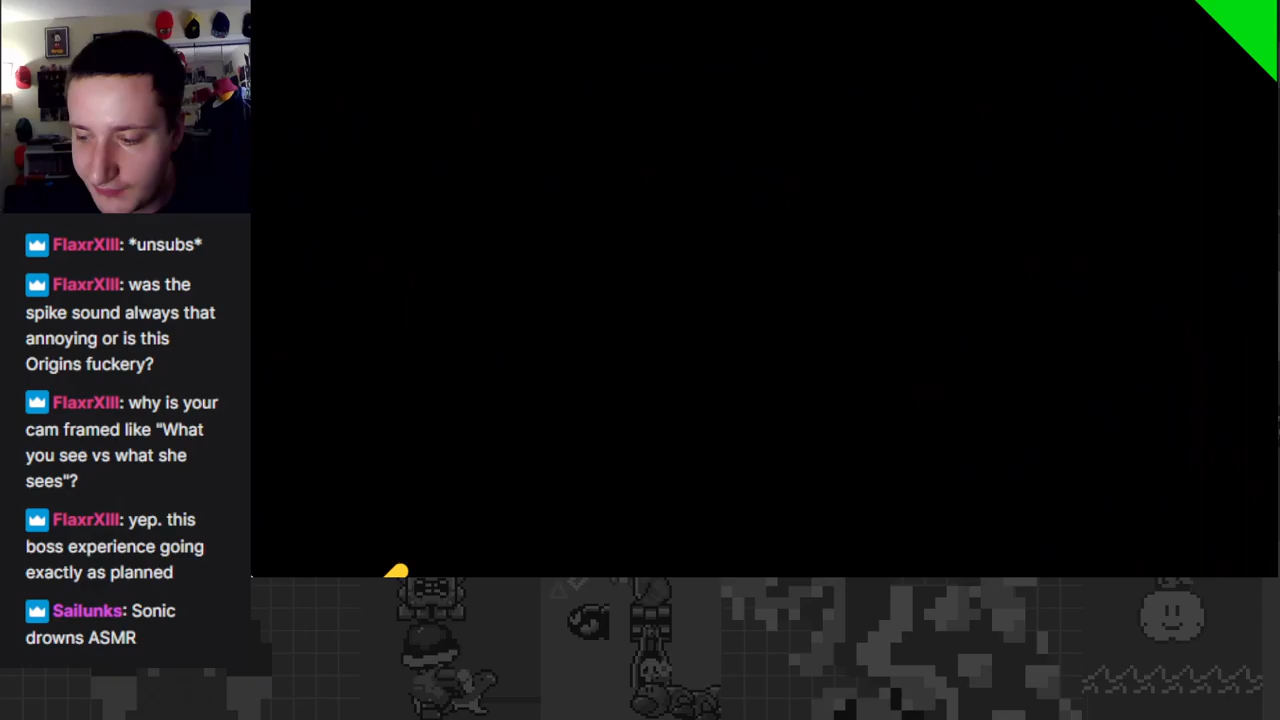 FlaxrXIII: *unsubs*
FlaxrXIII: was the
spike sound always that
annoying or is this
Origins fuckery?
FlaxrXIII: why is your
cam framed like "What
you see vs what she
sees"?
FlaxrXIII: yep. this
boss experience going
exactly as planned
Sailunks: Sonic
drowns ASMR